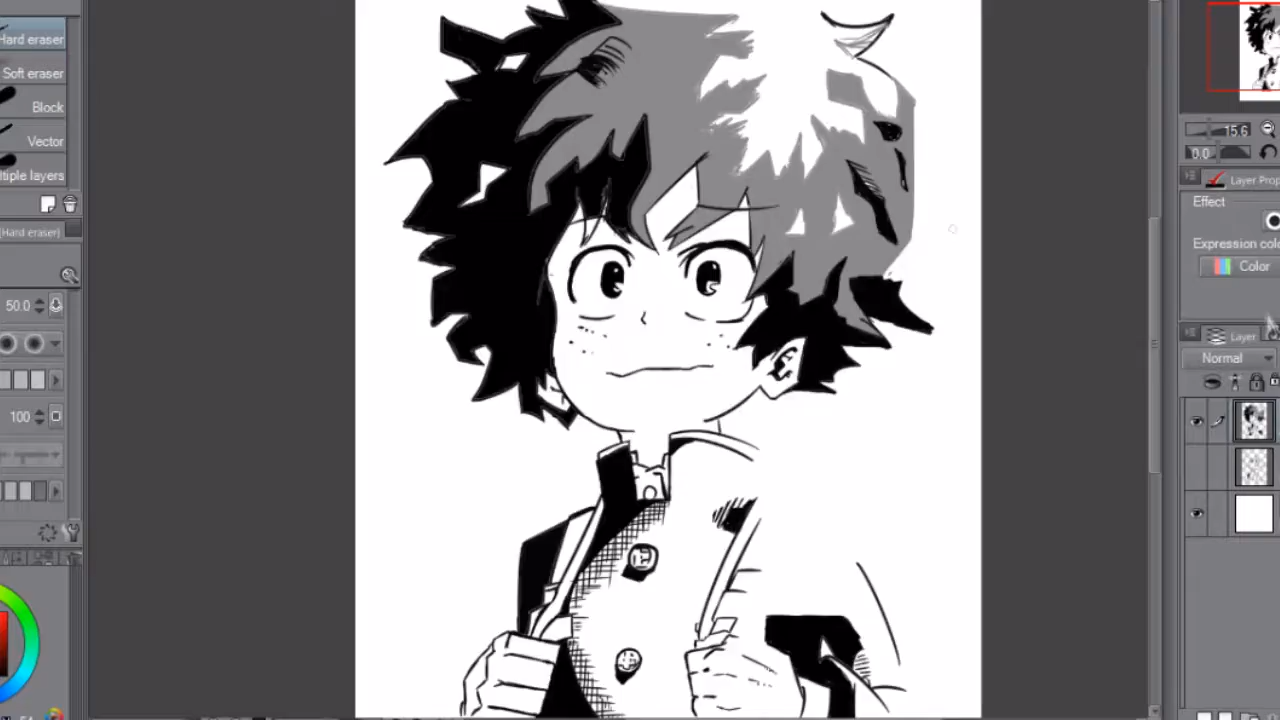 Hard eraser
Soft eraser
Block
Vector
ltiple layers
(Hard eraser)
50.0
100
15.6
0.0
Layer Prop
Effect
Expression colo
Color
Layer
Normal